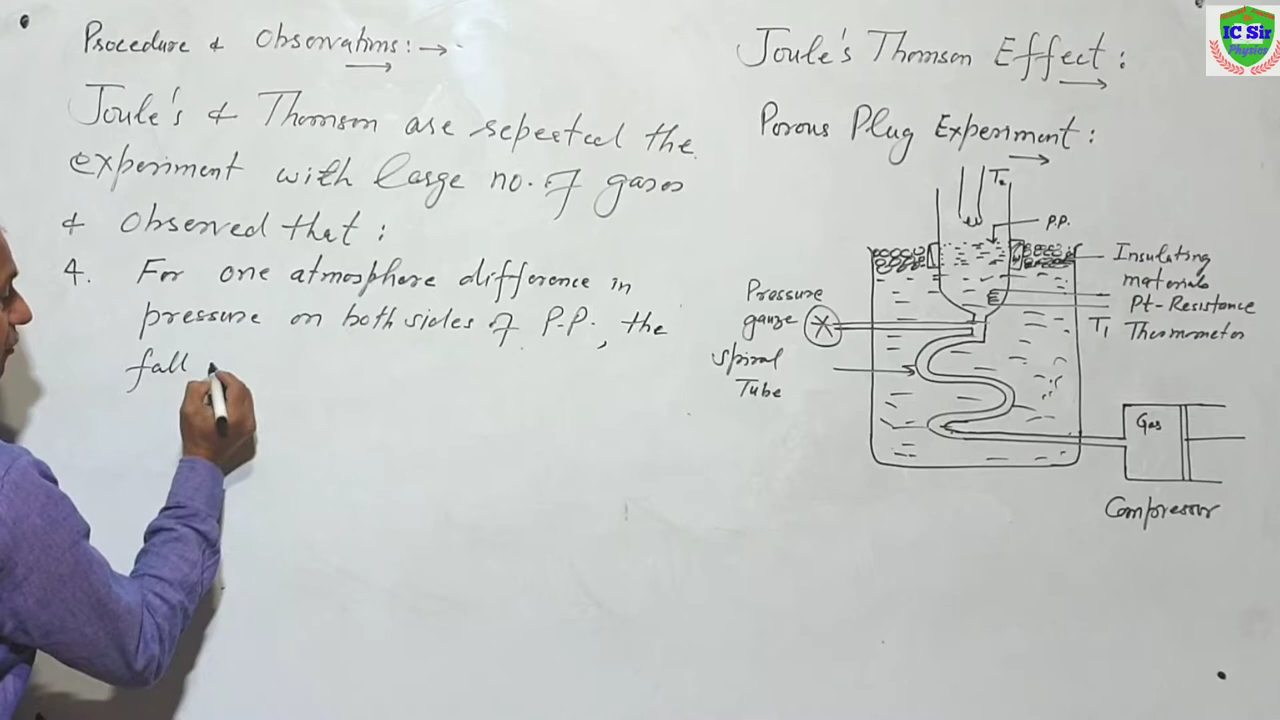 Procedure & Observations:→
Joule's & Thomson are repeated the
experiment with large no. of gases
& Observed that:
4. For one atmosphere difference in
pressure on both sides of P.P., the
fall
Joule's Thomson Effect:
Porous Plug Experiment:
T2
P.P.
Insulating
materials
Pt-Resistance
T1 Thermometer
Pressure
gauze
Spiral
Tube
Gas
Compressor
IC Sir
Physics